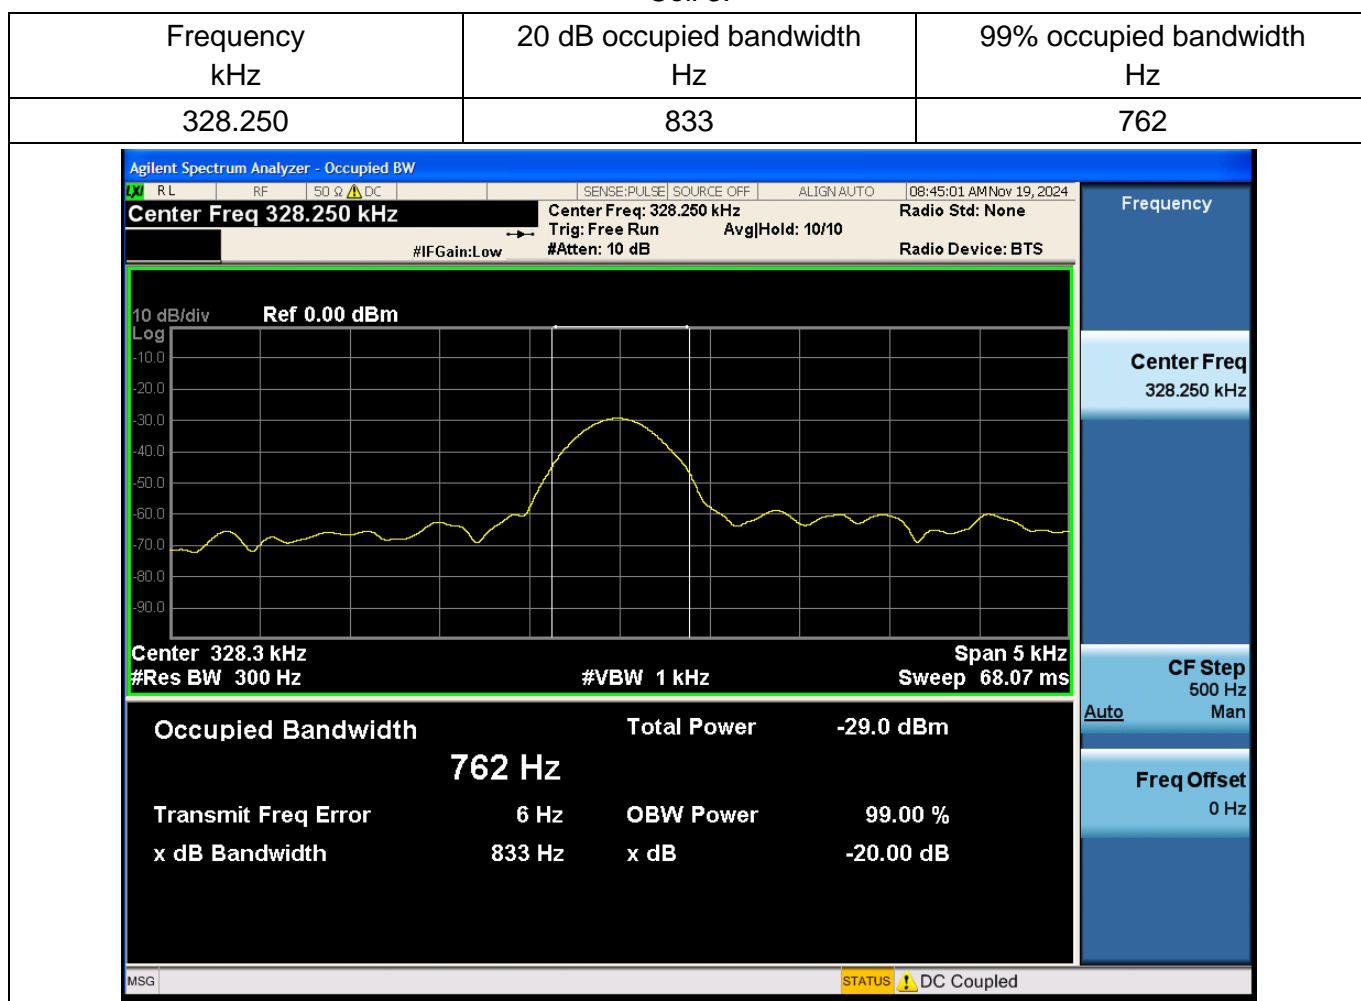 Frequency
kHz
20 dB occupied bandwidth
Hz
99% occupied bandwidth
Hz
328.250
833
762
Agilent Spectrum Analyzer - Occupied BW
LXI RL RF 50 Ω DC SENSE:PULSE SOURCE OFF ALIGN AUTO 08:45:01 AM Nov 19, 2024
Center Freq 328.250 kHz
Center Freq: 328.250 kHz
Radio Std: None
Trig: Free Run Avg|Hold: 10/10
#IFGain:Low
#Atten: 10 dB
Radio Device: BTS
10 dB/div Ref 0.00 dBm
Log
-10.0
-20.0
-30.0
-40.0
-50.0
-60.0
-70.0
-80.0
-90.0
Center 328.3 kHz Span 5 kHz
#Res BW 300 Hz #VBW 1 kHz Sweep 68.07 ms
Occupied Bandwidth Total Power -29.0 dBm
762 Hz
Transmit Freq Error 6 Hz OBW Power 99.00 %
x dB Bandwidth 833 Hz x dB -20.00 dB
Frequency
Center Freq
328.250 kHz
CF Step
500 Hz
Auto Man
Freq Offset
0 Hz
MSG STATUS DC Coupled